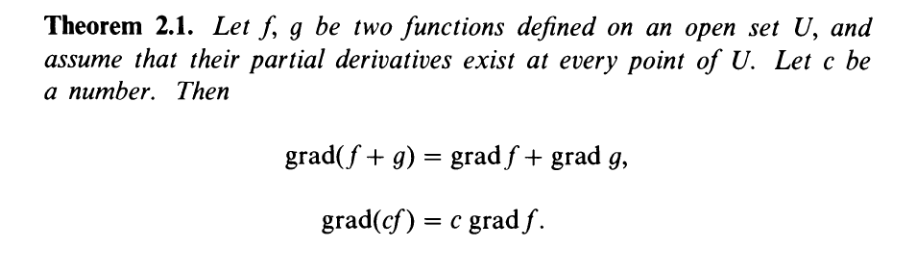 Theorem 2.1. Let f, g be two functions defined on an open set U, and
assume that their partial derivatives exist at every point of U. Let c be
a number. Then
grad(f + g) = grad f + grad g,
grad(cf) = c grad f.